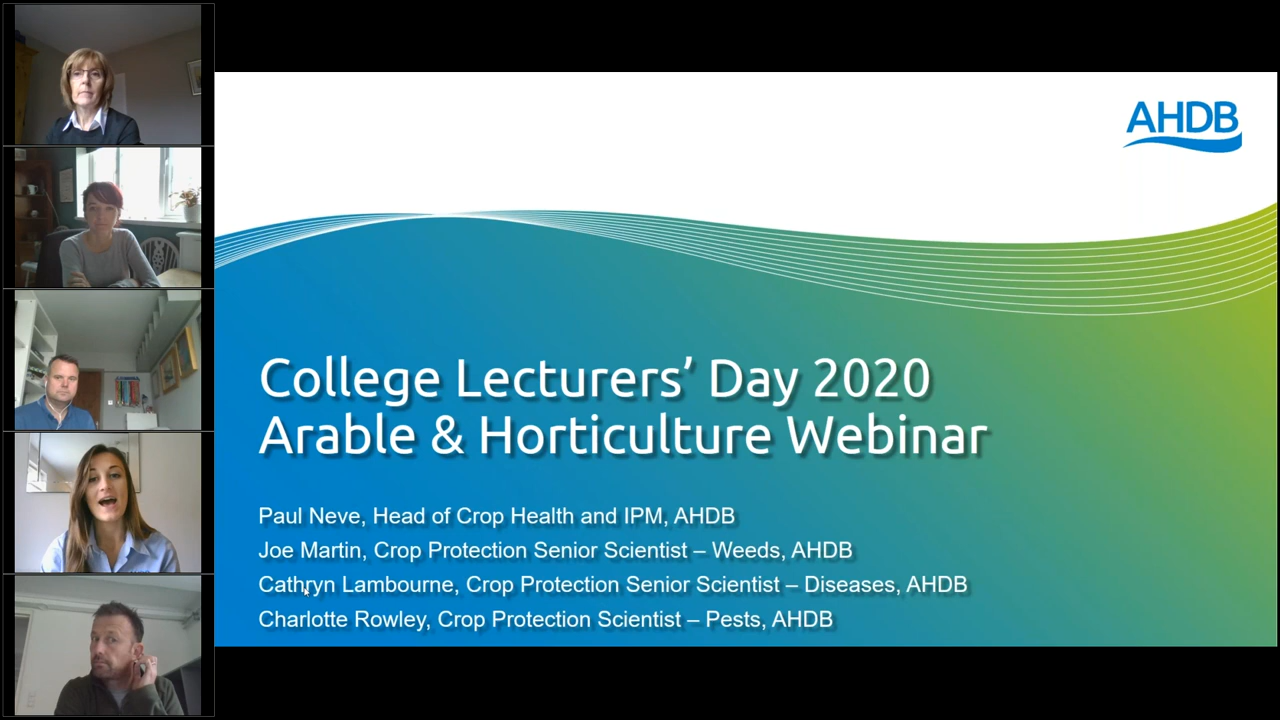 AHDB
College Lecturers’ Day 2020
Arable & Horticulture Webinar
Paul Neve, Head of Crop Health and IPM, AHDB
Joe Martin, Crop Protection Senior Scientist – Weeds, AHDB
Cathryn Lambourne, Crop Protection Senior Scientist – Diseases, AHDB
Charlotte Rowley, Crop Protection Scientist – Pests, AHDB